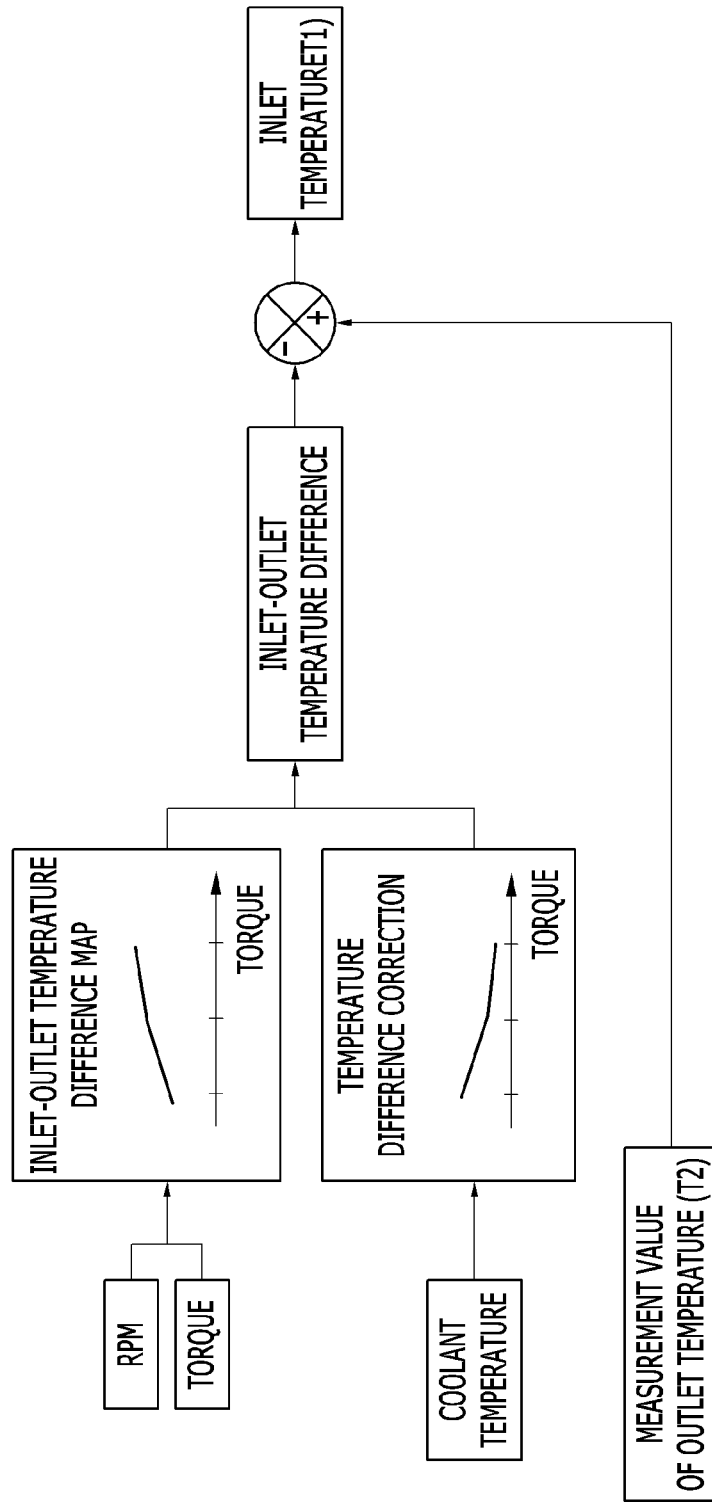 RPM
TORQUE
INLET-OUTLET TEMPERATURE
DIFFERENCE MAP
TORQUE
COOLANT
TEMPERATURE
TEMPERATURE
DIFFERENCE CORRECTION
TORQUE
INLET-OUTLET
TEMPERATURE DIFFERENCE
-
+
INLET
TEMPERATURET1)
MEASUREMENT VALUE
OF OUTLET TEMPERATURE (T2)